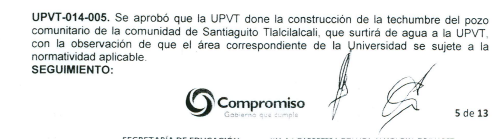 UPVT-014-005. Se aprobó que la UPVT done la construcción de la techumbre del pozo
comunitario de la comunidad de Santiaguito Tlalcilalcali, que surtirá de agua a la UPVT,
con la observación de que el área correspondiente de la Universidad se sujete a la
normatividad aplicable.
SEGUIMIENTO:
Compromiso
Gobierno que cumple
5 de 13
SECRETARÍA DE EDUCACIÓN